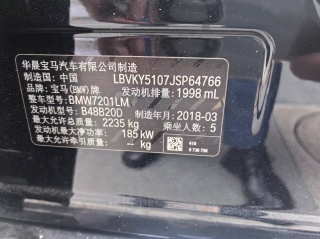 华晨宝马汽车有限公司制造
制造国：中国 LBVKY5107JSP64766
品牌：宝马(BMW)牌 发动机排量：1998 mL
整车型号：BMW7201LM
发动机型号：B48B20D 制造年月：2018-03
最大允许总质量：2235 kg 乘坐人数：5
发动机最大净功率：185 kW
最大允许牵引质量：-- kg